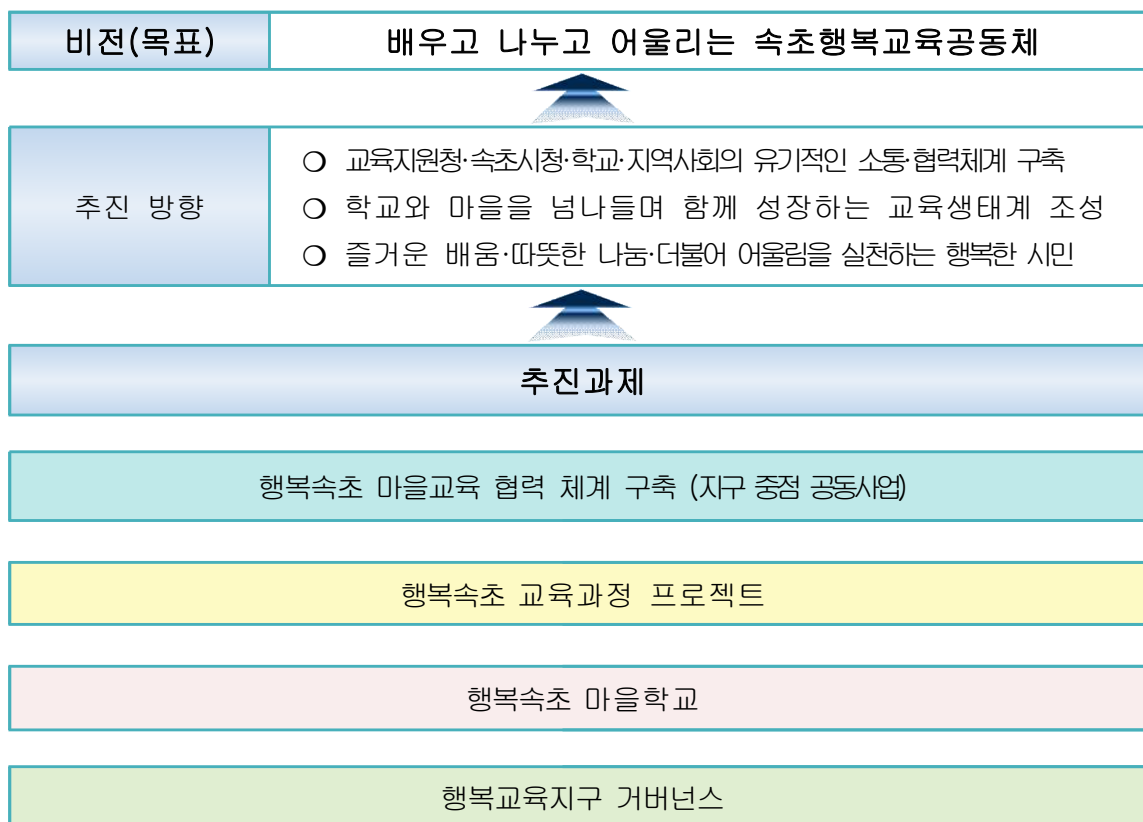 비전(목표)
배우고 나누고 어울리는 속초행복교육공동체
추진 방향
❍ 교육지원청·속초시청·학교·지역사회의 유기적인 소통·협력체계 구축
❍ 학교와 마을을 넘나들며 함께 성장하는 교육생태계 조성
❍ 즐거운 배움·따뜻한 나눔·더불어 어울림을 실천하는 행복한 시민
추진과제
행복속초 마을교육 협력 체계 구축 (지구 중점 공동사업)
행복속초 교육과정 프로젝트
행복속초 마을학교
행복교육지구 거버넌스